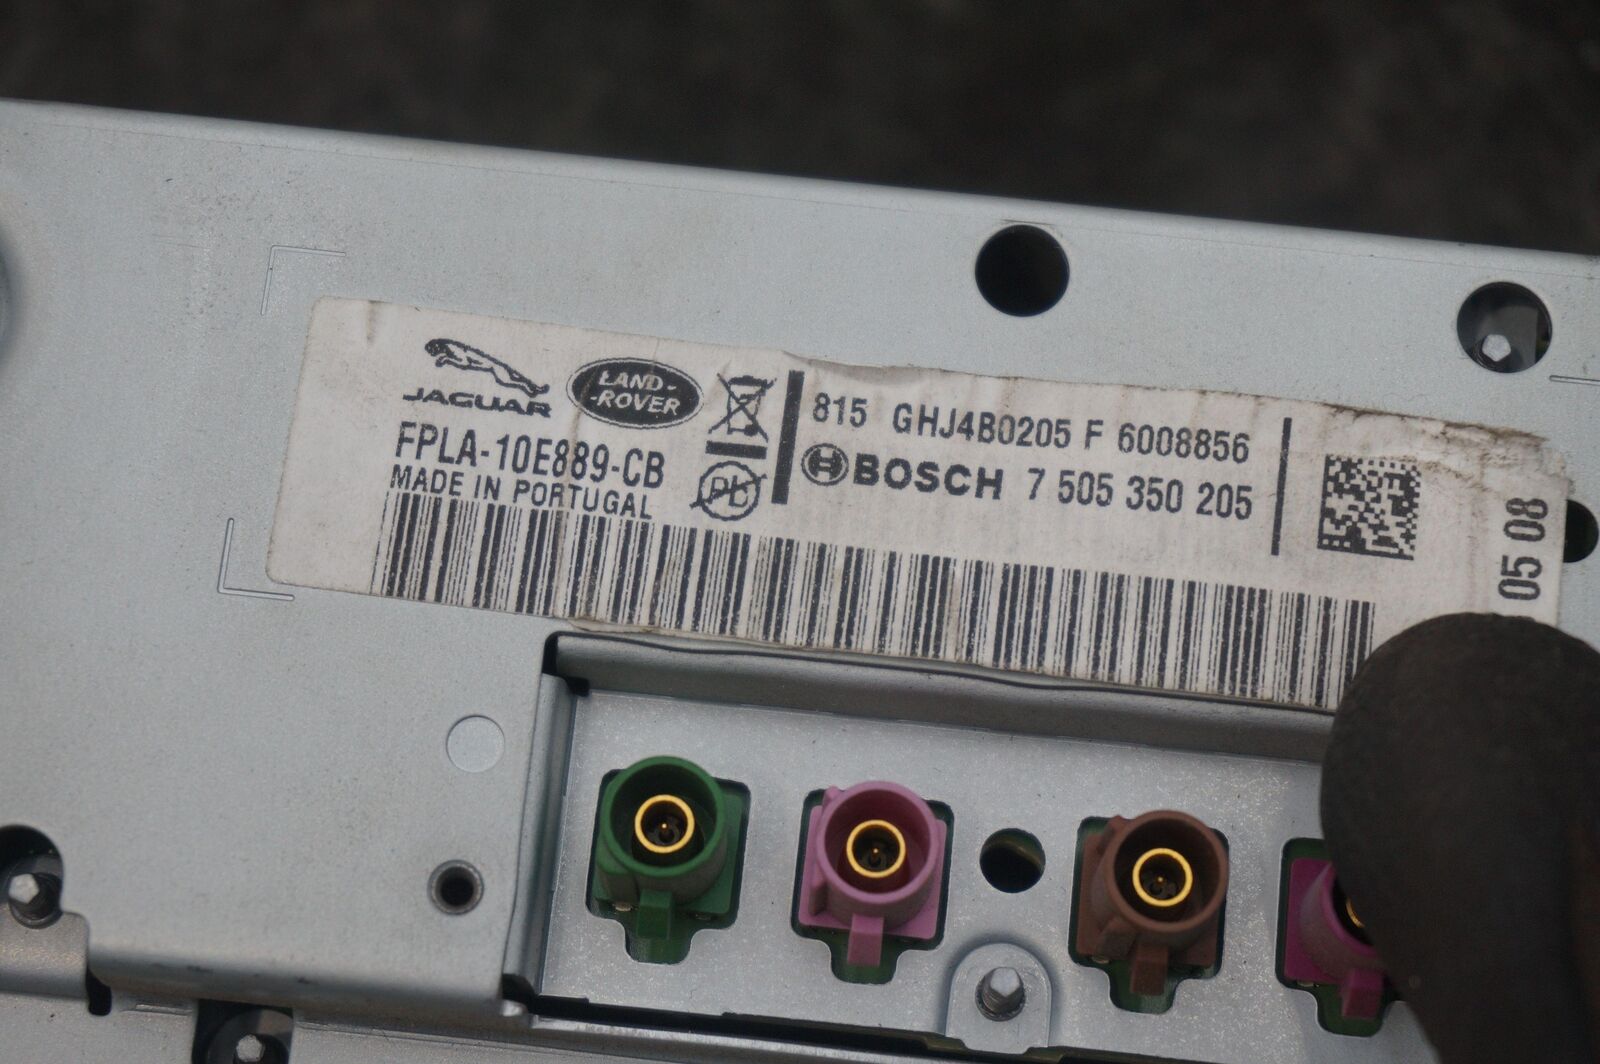 JAGUAR
LAND-
-ROVER
FPLA-10E889-CB
MADE IN PORTUGAL
Pb
815 GHJ4B0205 F 6008856
BOSCH 7 505 350 205
05 08